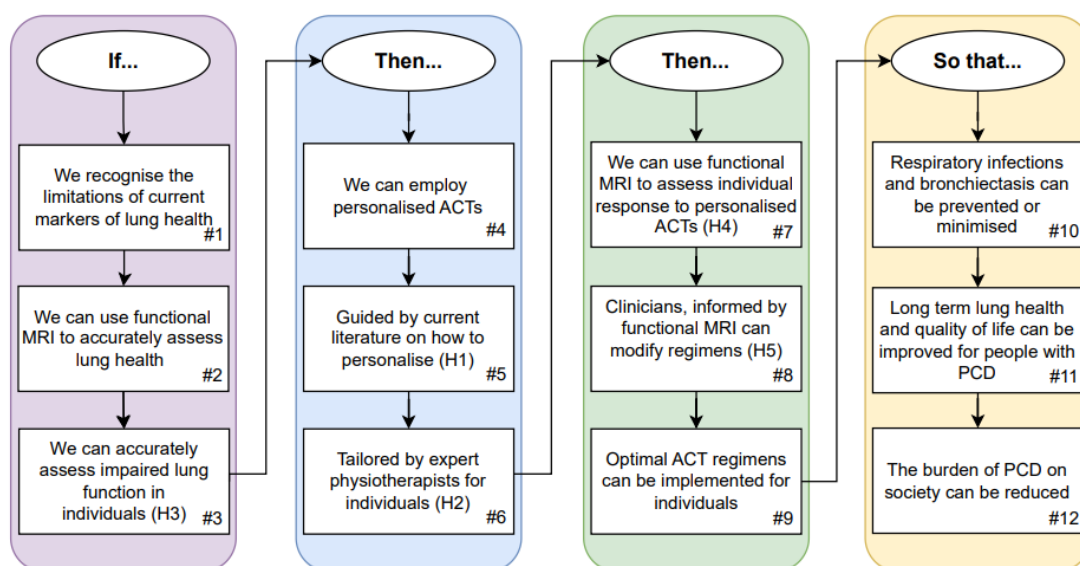 If...
We recognise the
limitations of current
markers of lung health
#1
We can use functional
MRI to accurately assess
lung health
#2
We can accurately
assess impaired lung
function in
individuals (H3)
#3
Then...
We can employ
personalised ACTs
#4
Guided by current
literature on how to
personalise (H1)
#5
Tailored by expert
physiotherapists for
individuals (H2)
#6
Then...
We can use functional
MRI to assess individual
response to personalised
ACTs (H4)
#7
Clinicians, informed by
functional MRI can
modify regimens (H5)
#8
Optimal ACT regimens
can be implemented for
individuals
#9
So that...
Respiratory infections
and bronchiectasis can
be prevented or
minimised
#10
Long term lung health
and quality of life can be
improved for people with
PCD
#11
The burden of PCD on
society can be reduced
#12